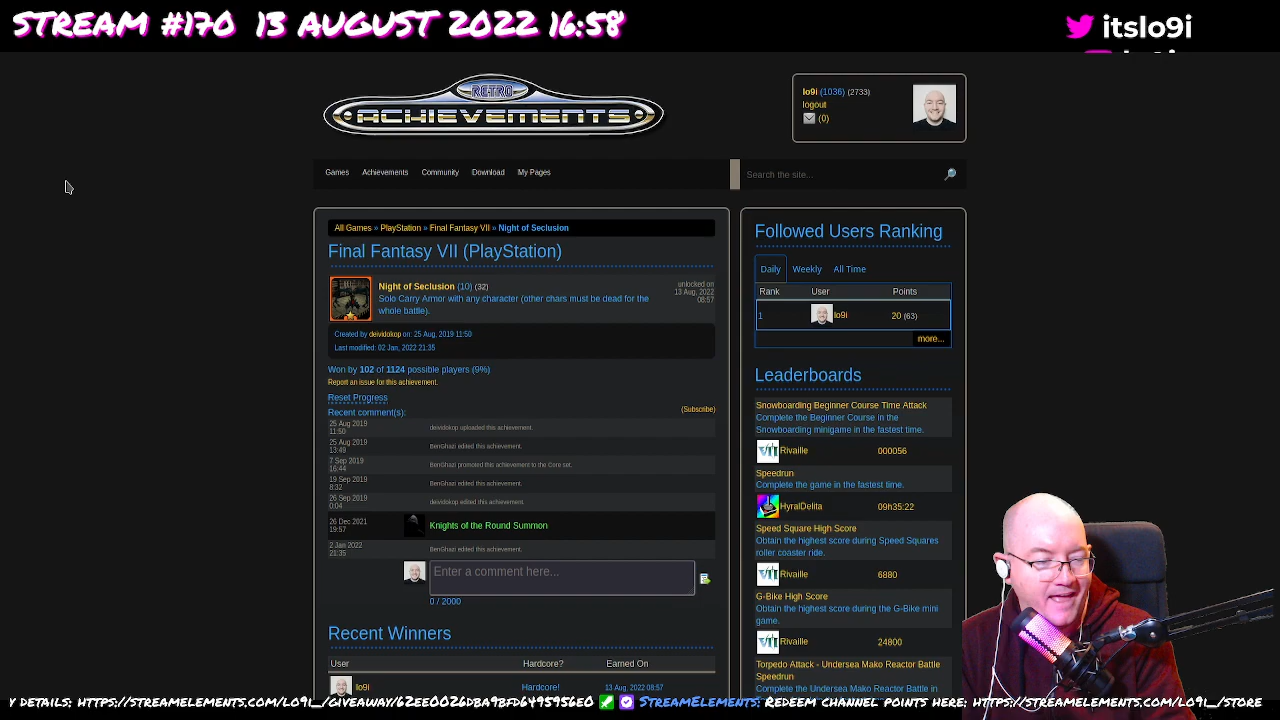 STREAM #170 13 AUGUST 2022 16:58
itslo9i
RETRO
ACHIEVEMENTS
lo9i (1036) (2733)
logout
(0)
Games Achievements Community Download My Pages
Search the site...
All Games » PlayStation » Final Fantasy VII » Night of Seclusion
Final Fantasy VII (PlayStation)
Night of Seclusion (10) (32)
Solo Carry Armor with any character (other chars must be dead for the
whole battle).
unlocked on
13 Aug, 2022
08:57
Created by deividokop on: 25 Aug, 2019 11:50
Last modified: 02 Jan, 2022 21:35
Won by 102 of 1124 possible players (9%)
Report an issue for this achievement.
Reset Progress
Recent comment(s):
(Subscribe)
25 Aug 2019
11:50
deividokop uploaded this achievement.
25 Aug 2019
13:49
BenGhazi edited this achievement.
7 Sep 2019
16:44
BenGhazi promoted this achievement to the Core set.
19 Sep 2019
8:32
BenGhazi edited this achievement.
26 Sep 2019
0:04
deividokop edited this achievement.
26 Dec 2021
19:57
Knights of the Round Summon
2 Jan 2022
21:35
BenGhazi edited this achievement.
Enter a comment here...
0 / 2000
Recent Winners
User Hardcore? Earned On
lo9i Hardcore! 13 Aug, 2022 08:57
Followed Users Ranking
Daily Weekly All Time
Rank User Points
1 lo9i 20 (63)
more...
Leaderboards
Snowboarding Beginner Course Time Attack
Complete the Beginner Course in the
Snowboarding minigame in the fastest time.
Rivaille 000056
Speedrun
Complete the game in the fastest time.
HyralDelita 09h35:22
Speed Square High Score
Obtain the highest score during Speed Squares
roller coaster ride.
Rivaille 6880
G-Bike High Score
Obtain the highest score during the G-Bike mini
game.
Rivaille 24800
Torpedo Attack - Undersea Mako Reactor Battle
Speedrun
Complete the Undersea Mako Reactor Battle in
Y DETAILS: HTTPS://STREAMELEMENTS.COM/LO9I_/GIVEAWAY/62EE0026DBA9BFD6495956E0 STREAMELEMENTS: REDEEM CHANNEL POINTS HERE: HTTPS://STREAMELEMENTS.COM/LO9I_/STORE